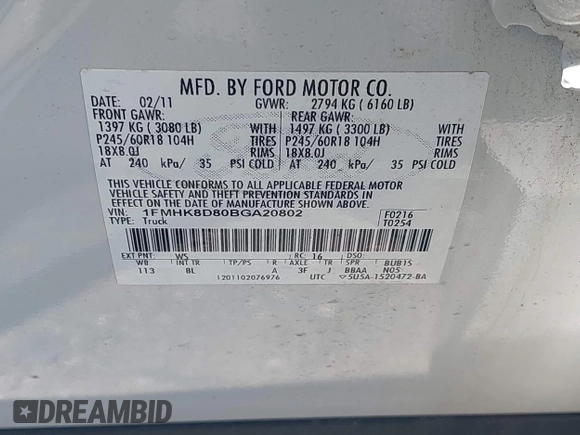 MFD. BY FORD MOTOR CO.
DATE: 02/11 GVWR: 2794 KG ( 6160 LB)
FRONT GAWR: REAR GAWR:
1397 KG ( 3080 LB) WITH 1497 KG ( 3300 LB) WITH
P245/60R18 104H TIRES P245/60R18 104H TIRES
18X8.0J RIMS 18X8.0J RIMS
AT 240 kPa/ 35 PSI COLD AT 240 kPa/ 35 PSI COLD
THIS VEHICLE CONFORMS TO ALL APPLICABLE FEDERAL MOTOR
VEHICLE SAFETY AND THEFT PREVENTION STANDARDS IN
EFFECT ON THE DATE OF MANUFACTURE SHOWN ABOVE.
VIN: 1FMHK8D80BGA20802 F0216
TYPE: Truck T0254
EXT PNT: WS RC: 16 DSO:
WB INT TR TP/PS R AXLE TR SPR BUB15
113 8L A 3F J BBAA N05
1201102076976 UTC 5U5A-1520472-BA
DREAMBID